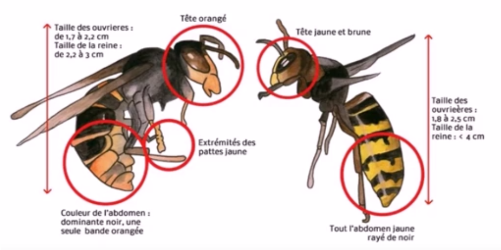 Taille des ouvrieres :
de 1,7 à 2,2 cm
Taille de la reine :
de 2,2 à 3 cm
Tête orangé
Tête jaune et brune
Extrémités des
pattes jaune
Taille des
ouvrieères :
1,8 à 2,5 cm
Taille de la
reine : < 4 cm
Couleur de l'abdomen :
dominante noir, une
seule bande orangée
Tout l'abdomen jaune
rayé de noir